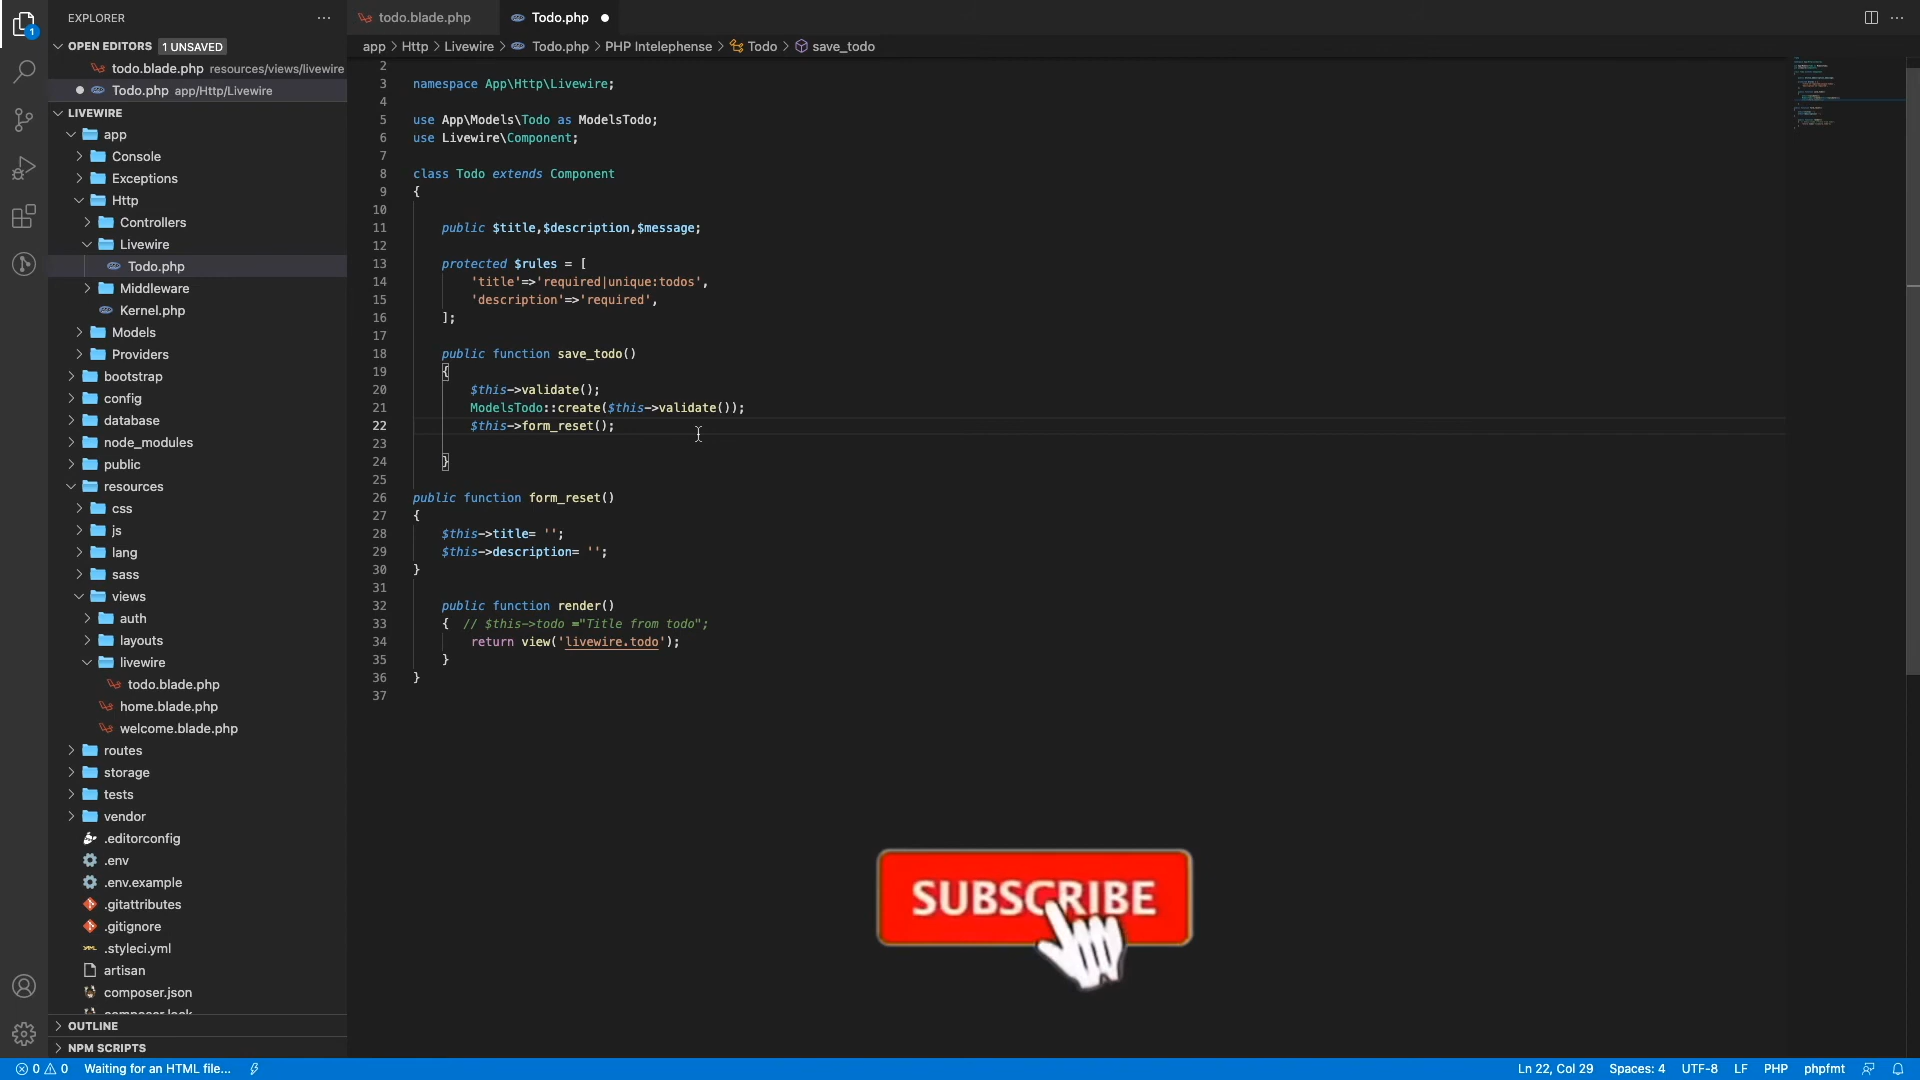 EXPLORER
OPEN EDITORS 1 UNSAVED
todo.blade.php resources/views/livewire
Todo.php app/Http/Livewire
LIVEWIRE
app
Console
Exceptions
Http
Controllers
Livewire
Todo.php
Middleware
Kernel.php
Models
Providers
bootstrap
config
database
node_modules
public
resources
css
js
lang
sass
views
auth
layouts
livewire
todo.blade.php
home.blade.php
welcome.blade.php
routes
storage
tests
vendor
.editorconfig
.env
.env.example
.gitattributes
.gitignore
.styleci.yml
artisan
composer.json
OUTLINE
NPM SCRIPTS
todo.blade.php Todo.php
app > Http > Livewire > Todo.php > PHP Intelephense > Todo > save_todo
2
3 namespace App\Http\Livewire;
4
5 use App\Models\Todo as ModelsTodo;
6 use Livewire\Component;
7
8 class Todo extends Component
9 {
10
11 public $title,$description,$message;
12
13 protected $rules = [
14 'title'=>'required|unique:todos',
15 'description'=>'required',
16 ];
17
18 public function save_todo()
19 {
20 $this->validate();
21 ModelsTodo::create($this->validate());
22 $this->form_reset();
23
24 }
25
26 public function form_reset()
27 {
28 $this->title= '';
29 $this->description= '';
30 }
31
32 public function render()
33 { // $this->todo ="Title from todo";
34 return view('livewire.todo');
35 }
36 }
37
SUBSCRIBE
1
0 0 Waiting for an HTML file... Ln 22, Col 29 Spaces: 4 UTF-8 LF PHP phpfmt